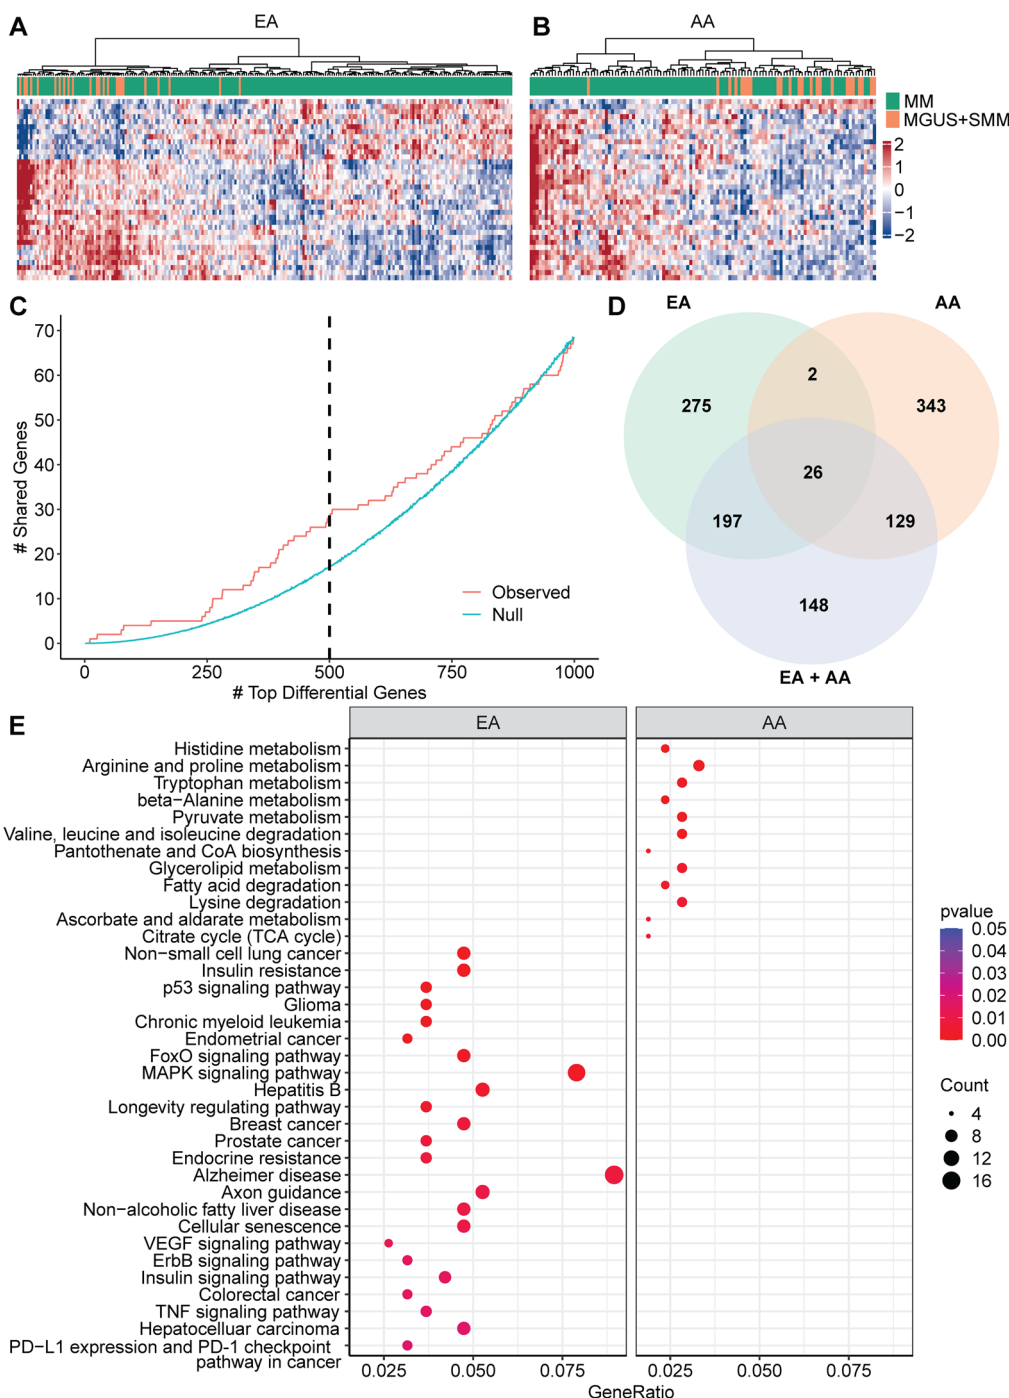 A
EA
B
AA
MM
MGUS+SMM
2
1
0
−1
−2
C
# Shared Genes
70
60
50
40
30
20
10
0
Observed
Null
0
250
500
750
1000
# Top Differential Genes
D
EA
AA
2
275
343
26
197
129
148
EA + AA
E
EA
AA
Histidine metabolism
Arginine and proline metabolism
Tryptophan metabolism
beta−Alanine metabolism
Pyruvate metabolism
Valine, leucine and isoleucine degradation
Pantothenate and CoA biosynthesis
Glycerolipid metabolism
Fatty acid degradation
Lysine degradation
Ascorbate and aldarate metabolism
Citrate cycle (TCA cycle)
Non−small cell lung cancer
Insulin resistance
p53 signaling pathway
Glioma
Chronic myeloid leukemia
Endometrial cancer
FoxO signaling pathway
MAPK signaling pathway
Hepatitis B
Longevity regulating pathway
Breast cancer
Prostate cancer
Endocrine resistance
Alzheimer disease
Axon guidance
Non−alcoholic fatty liver disease
Cellular senescence
VEGF signaling pathway
ErbB signaling pathway
Insulin signaling pathway
Colorectal cancer
TNF signaling pathway
Hepatocelluar carcinoma
PD−L1 expression and PD-1 checkpoint
pathway in cancer
0.025
0.050
0.075
0.025
0.050
0.075
GeneRatio
pvalue
0.05
0.04
0.03
0.02
0.01
0.00
Count
4
8
12
16